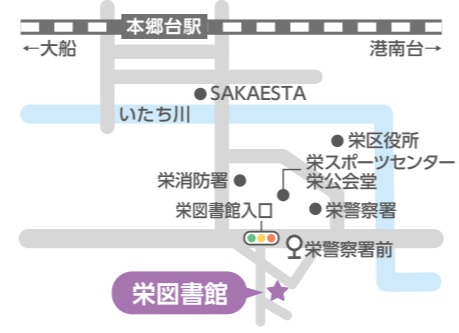 本郷台駅
←大船
港南台→
SAKAESTA
いたち川
栄区役所
栄スポーツセンター
栄公会堂
栄消防署
栄図書館入口
栄警察署
栄警察署前
栄図書館